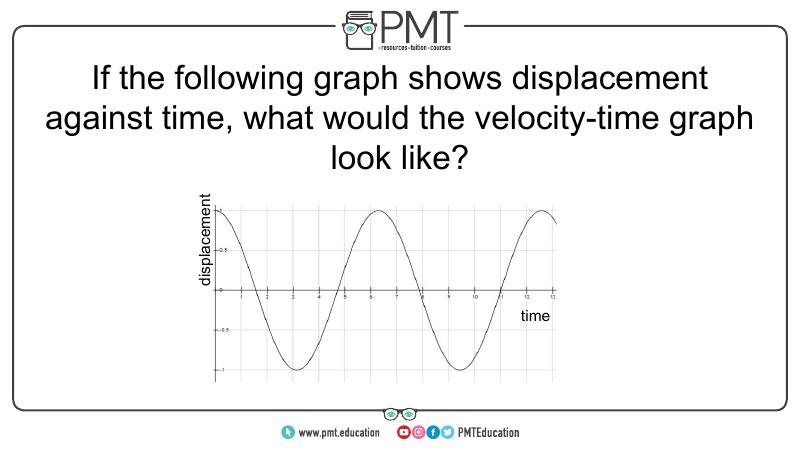 PMT
resources•tuition•courses
If the following graph shows displacement
against time, what would the velocity-time graph
look like?
displacement
1
0.5
0
-0.5
-1
1 2 3 4 5 6 7 8 9 10 11 12 13
time
www.pmt.education
PMTEducation